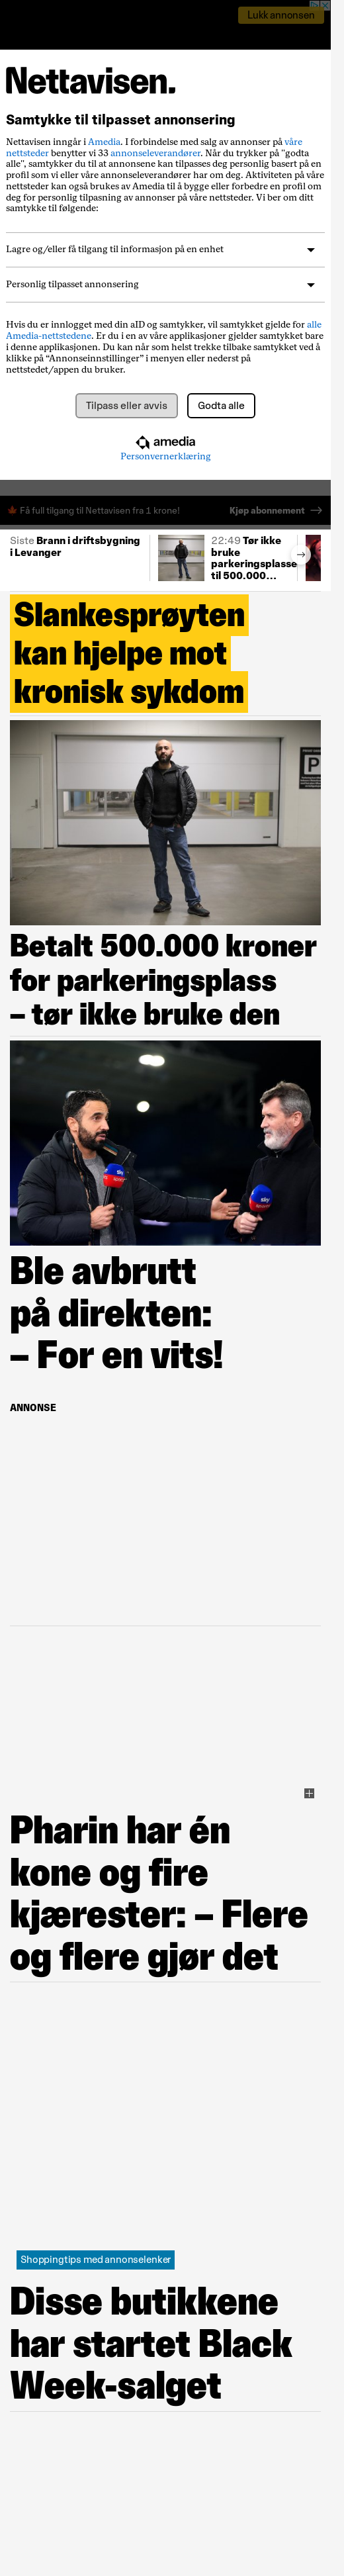 Lukk annonsen
Nettavisen.
Samtykke til tilpasset annonsering
Nettavisen inngår i Amedia. I forbindelse med salg av annonser på våre
nettsteder benytter vi 33 annonseleverandører. Når du trykker på "godta
alle", samtykker du til at annonsene kan tilpasses deg personlig basert på en
profil som vi eller våre annonseleverandører har om deg. Aktiviteten på våre
nettsteder kan også brukes av Amedia til å bygge eller forbedre en profil om
deg for personlig tilpasning av annonser på våre nettsteder. Vi ber om ditt
samtykke til følgende:
Lagre og/eller få tilgang til informasjon på en enhet
Personlig tilpasset annonsering
Hvis du er innlogget med din aID og samtykker, vil samtykket gjelde for alle
Amedia-nettstedene. Er du i en av våre applikasjoner gjelder samtykket bare
i denne applikasjonen. Du kan når som helst trekke tilbake samtykket ved å
klikke på “Annonseinnstillinger” i menyen eller nederst på
nettstedet/appen du bruker.
Tilpass eller avvis
Godta alle
amedia
Personvernerklæring
Få full tilgang til Nettavisen fra 1 krone!
Kjøp abonnement
Siste Brann i driftsbygning
i Levanger
22:49 Tør ikke
bruke
parkeringsplasse
til 500.000...
Slankesprøyten
kan hjelpe mot
kronisk sykdom
P
Betalt 500.000 kroner
for parkeringsplass
– tør ikke bruke den
sky
sky
Ble avbrutt
på direkten:
– For en vits!
ANNONSE
Pharin har én
kone og fire
kjærester: – Flere
og flere gjør det
Shoppingtips med annonselenker
Disse butikkene
har startet Black
Week-salget